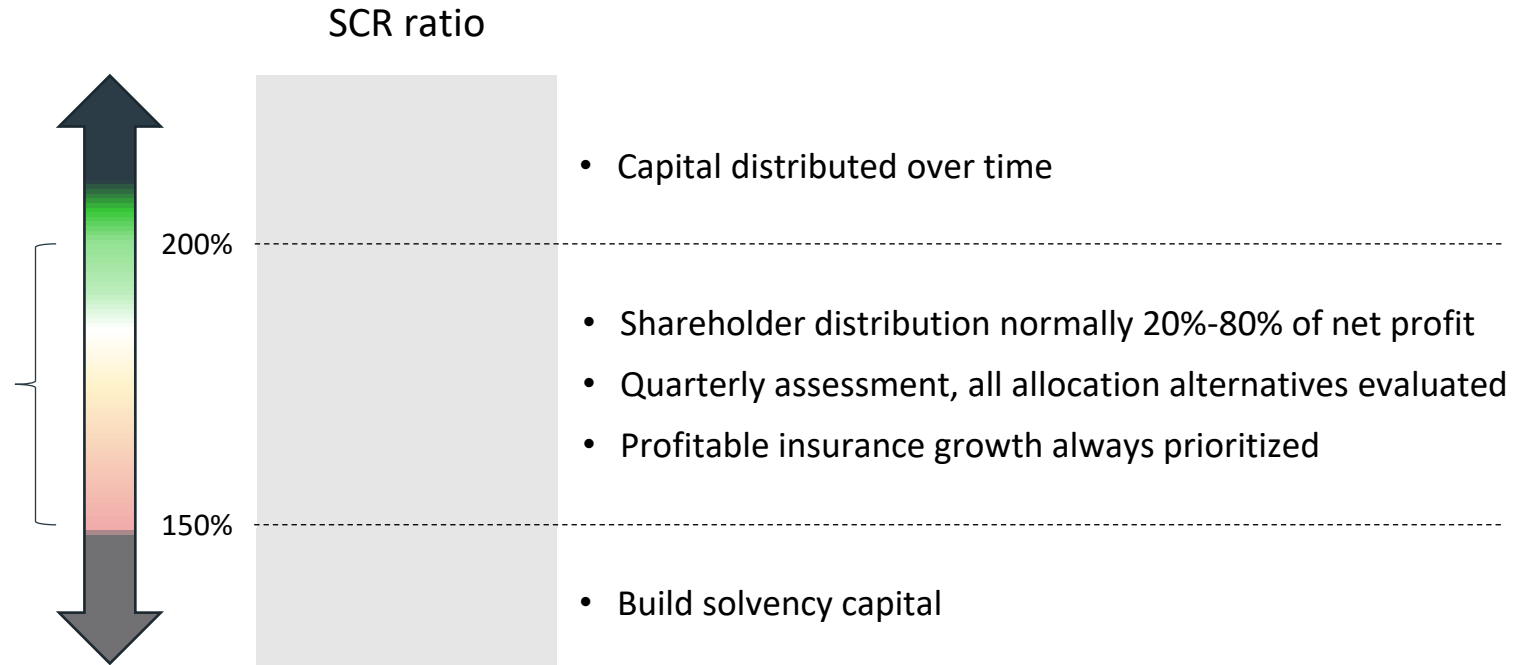 SCR ratio
• Capital distributed over time
200%
• Shareholder distribution normally 20%-80% of net profit
• Quarterly assessment, all allocation alternatives evaluated
• Profitable insurance growth always prioritized
150%
• Build solvency capital